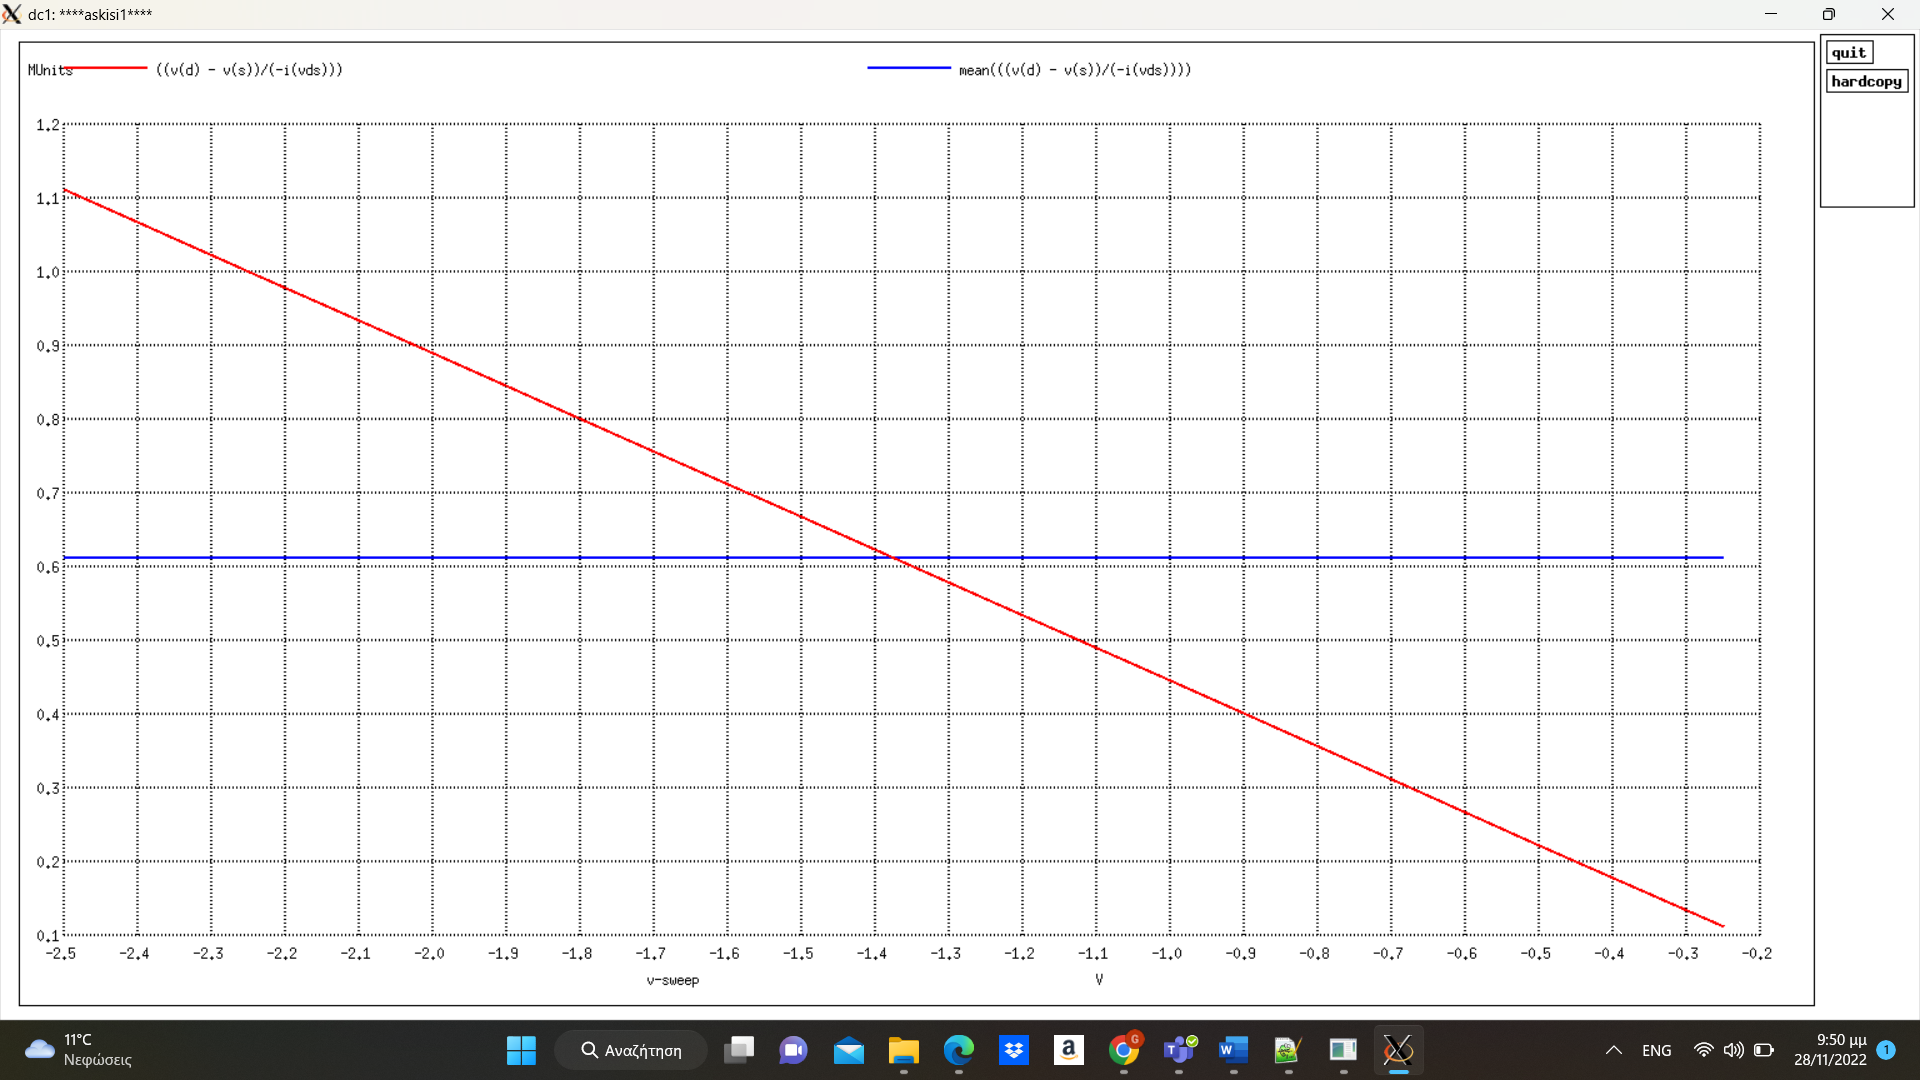 dc1: ****askisi1****
quit
hardcopy
MUnits ((v(d) - v(s))/(-i(vds))) mean(((v(d) - v(s))/(-i(vds))))
1.2
1.1
1.0
0.9
0.8
0.7
0.6
0.5
0.4
0.3
0.2
0.1
-2.5 -2.4 -2.3 -2.2 -2.1 -2.0 -1.9 -1.8 -1.7 -1.6 -1.5 -1.4 -1.3 -1.2 -1.1 -1.0 -0.9 -0.8 -0.7 -0.6 -0.5 -0.4 -0.3 -0.2
v-sweep V
11°C
Νεφώσεις
Αναζήτηση
a
G
T
W
ENG
9:50 μμ
28/11/2022
1